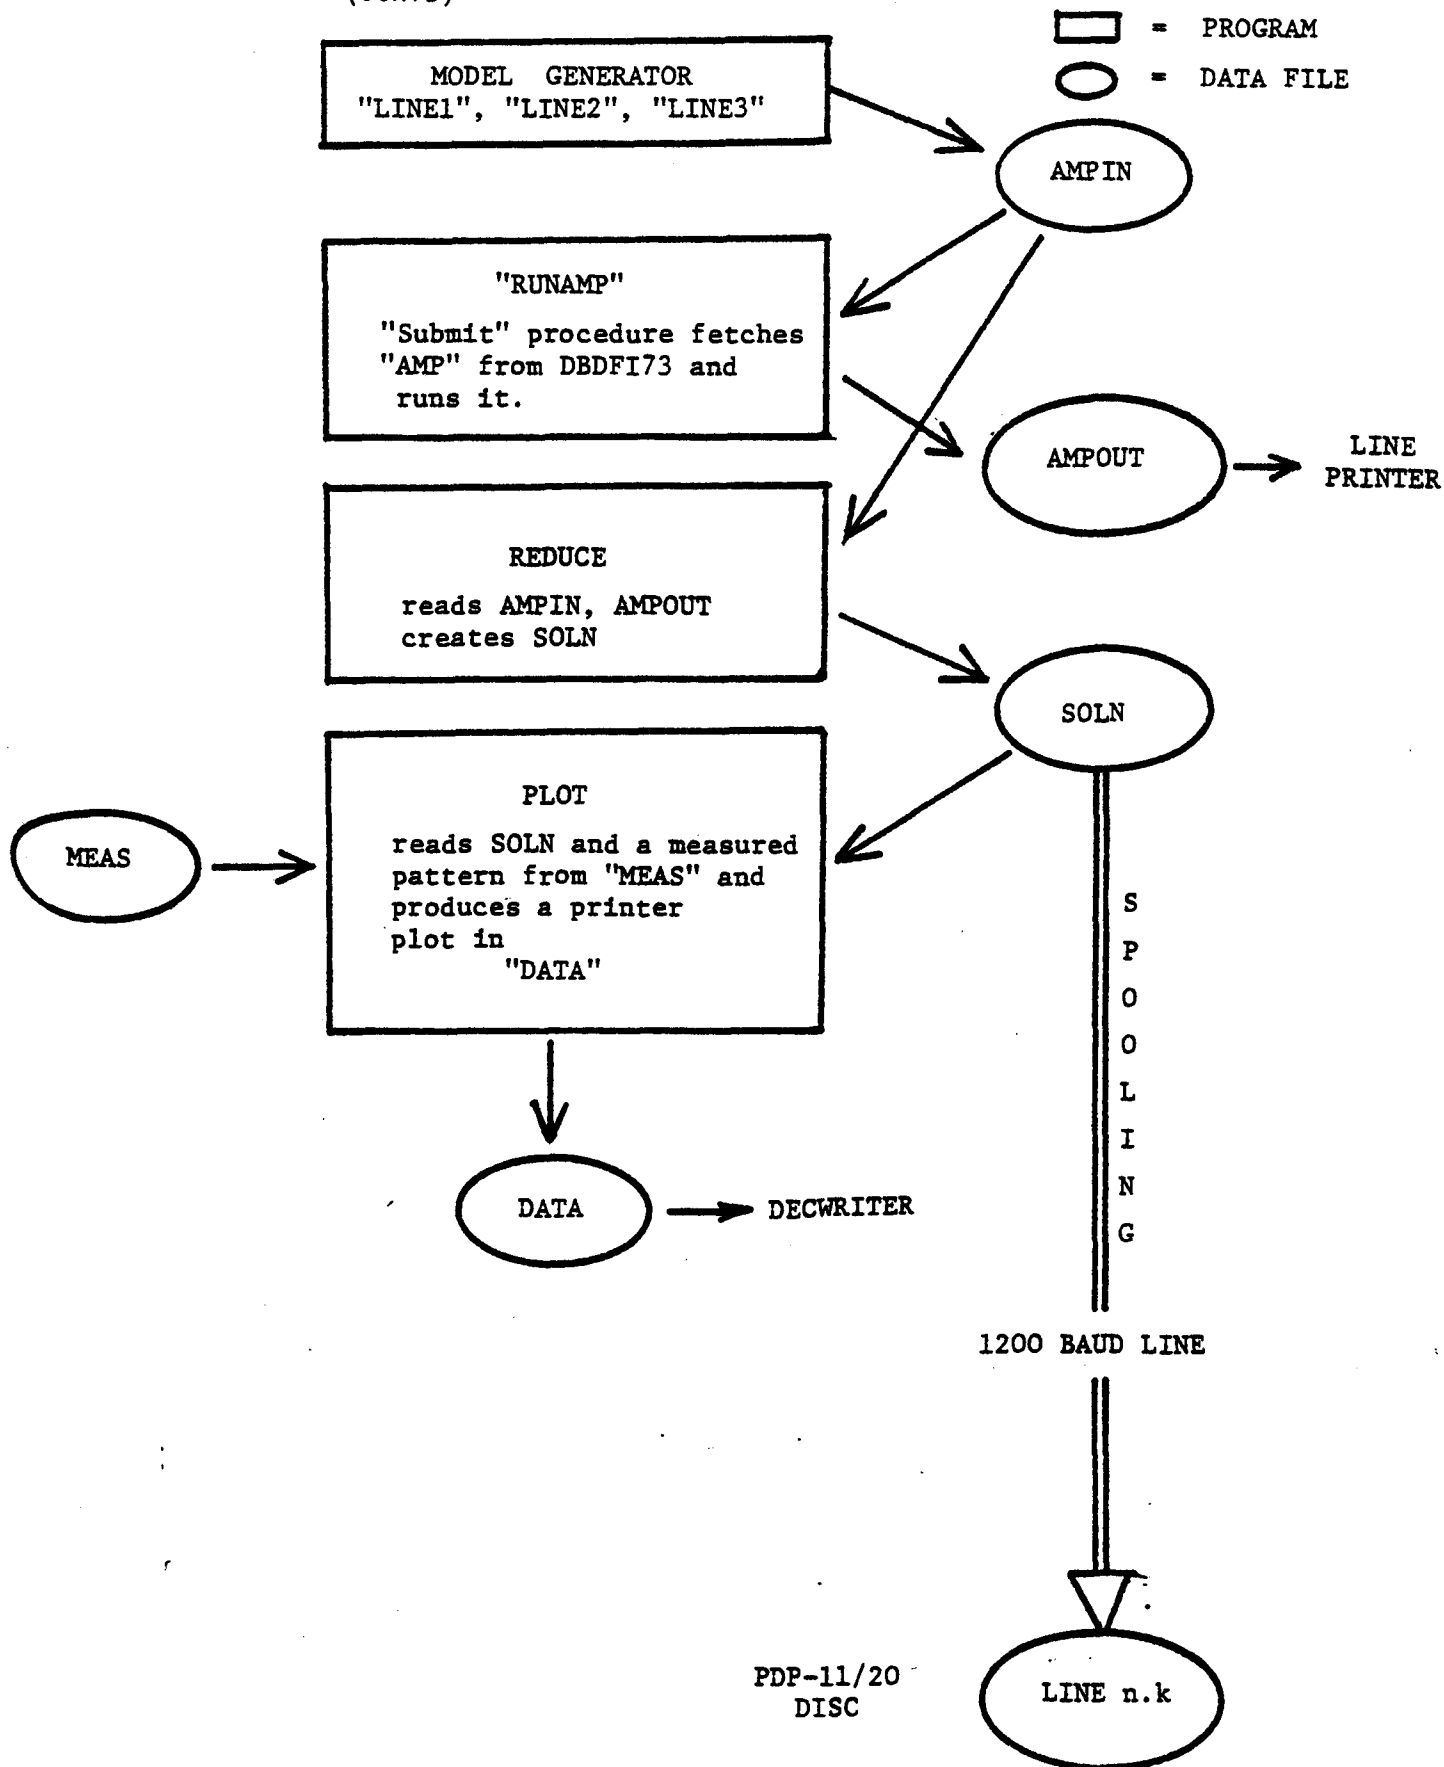 = PROGRAM
= DATA FILE
MODEL GENERATOR
"LINE1", "LINE2", "LINE3"
AMPIN
"RUNAMP"
"Submit" procedure fetches
"AMP" from DBDFI73 and
runs it.
AMPOUT
LINE
PRINTER
REDUCE
reads AMPIN, AMPOUT
creates SOLN
SOLN
PLOT
reads SOLN and a measured
pattern from "MEAS" and
produces a printer
plot in
"DATA"
MEAS
SPOOLING
DATA
DECWRITER
1200 BAUD LINE
PDP-11/20
DISC
LINE n.k